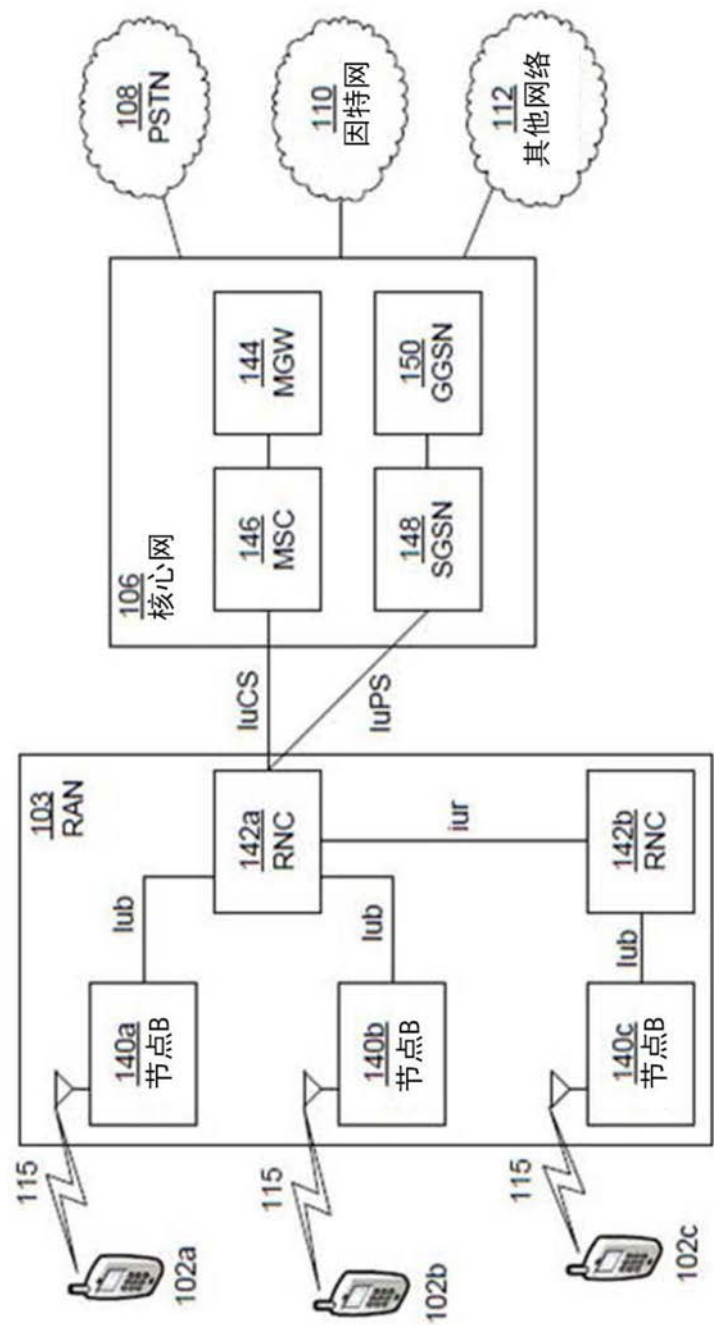 103
RAN
106
核心网
108
PSTN
110
因特网
112
其他网络
115
102a
140a
节点B
Iub
142a
RNC
IuCS
146
MSC
144
MGW
115
102b
140b
节点B
Iub
IuPS
148
SGSN
150
GGSN
iur
115
102c
140c
节点B
Iub
142b
RNC